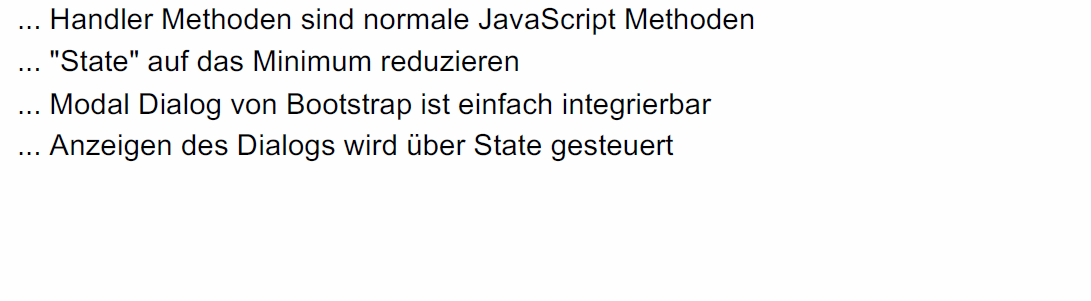 ... Handler Methoden sind normale JavaScript Methoden
... "State" auf das Minimum reduzieren
... Modal Dialog von Bootstrap ist einfach integrierbar
... Anzeigen des Dialogs wird über State gesteuert